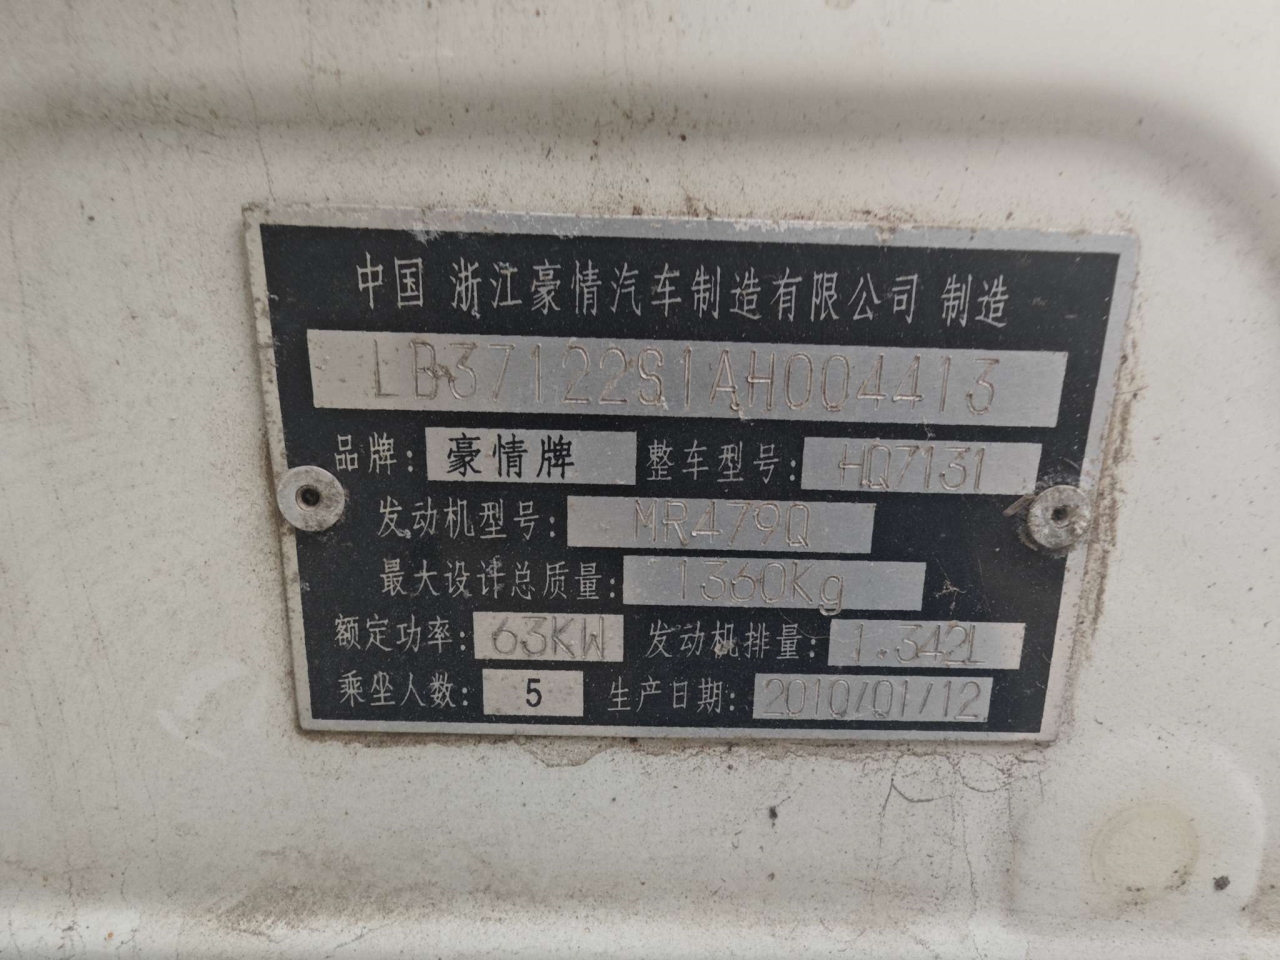 中国 浙江豪情汽车制造有限公司 制造
LB37122S1AH004413
品牌: 豪情牌 整车型号: HQ7131
发动机型号: MR479Q
最大设计总质量: 1360Kg
额定功率: 63KW 发动机排量: 1.342L
乘坐人数: 5 生产日期: 2010/01/12